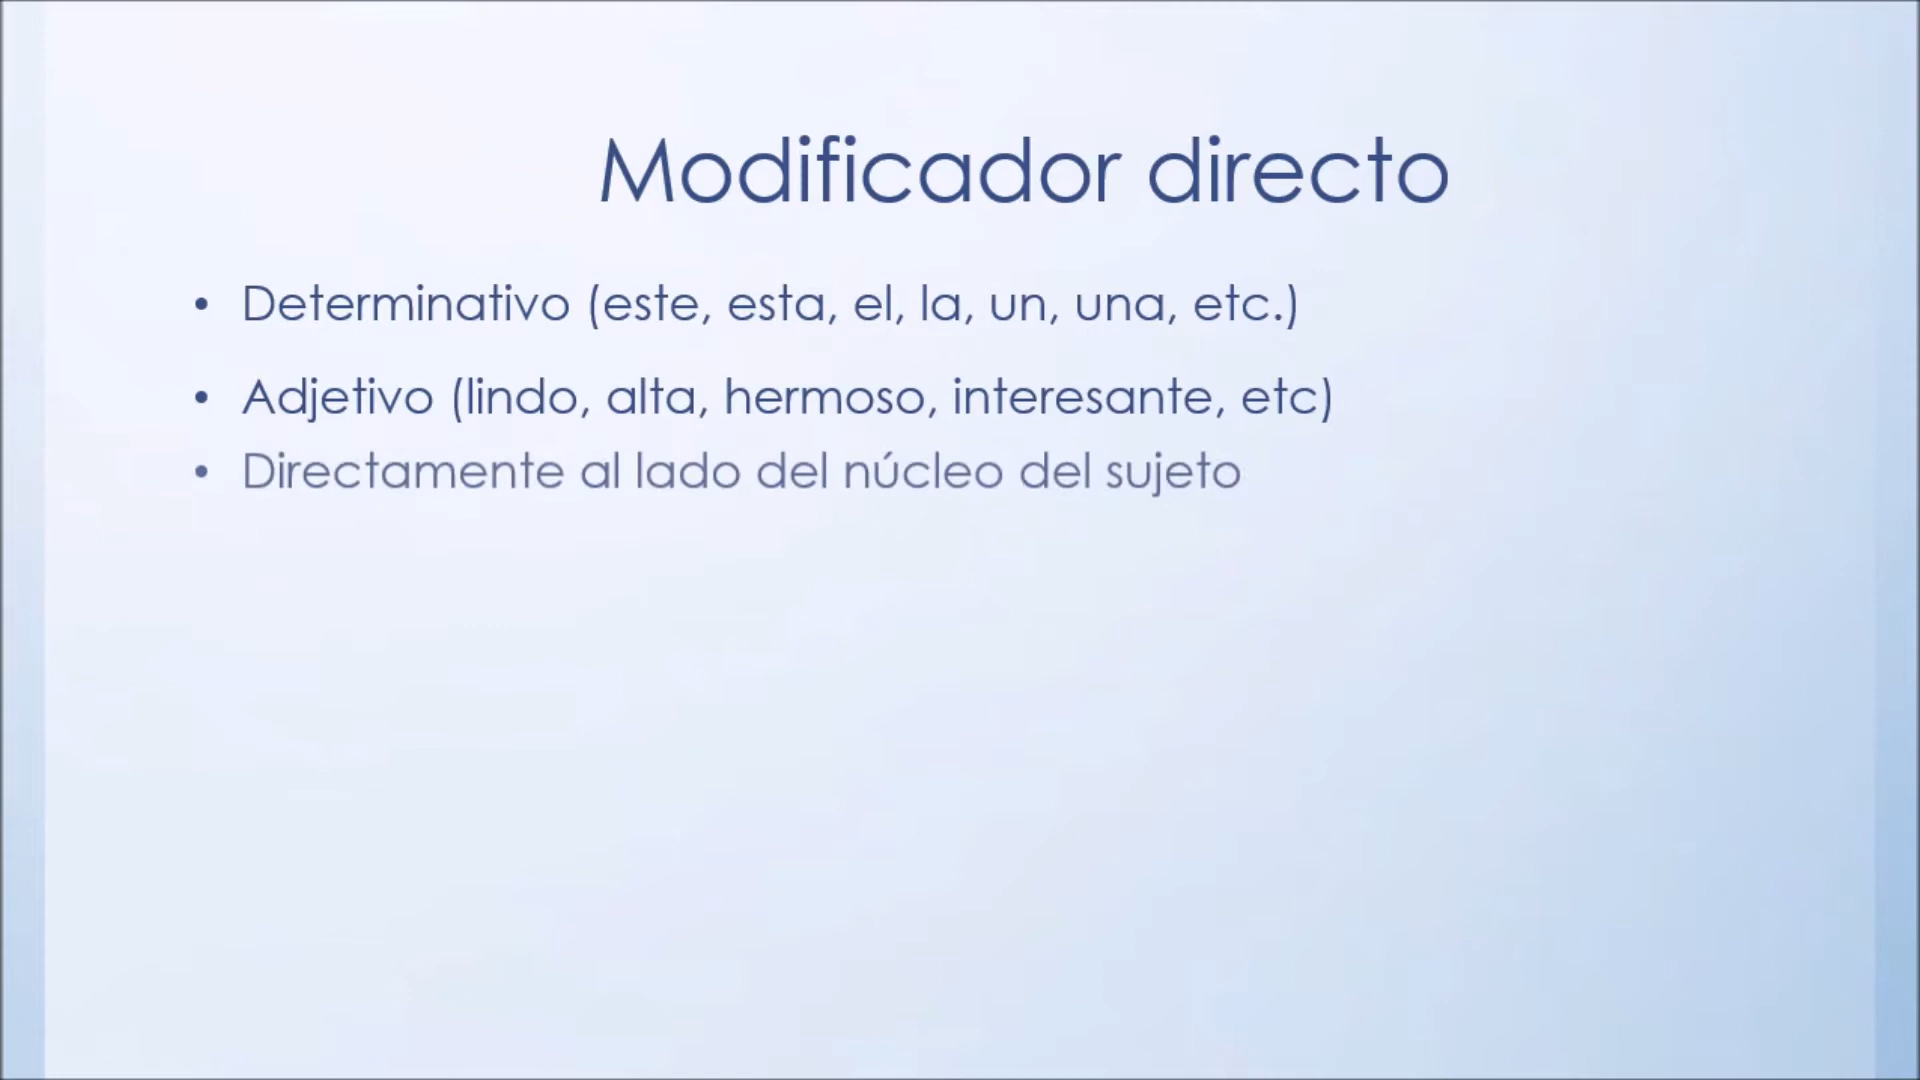 Modificador directo
• Determinativo (este, esta, el, la, un, una, etc.)
• Adjetivo (lindo, alta, hermoso, interesante, etc)
• Directamente al lado del núcleo del sujeto